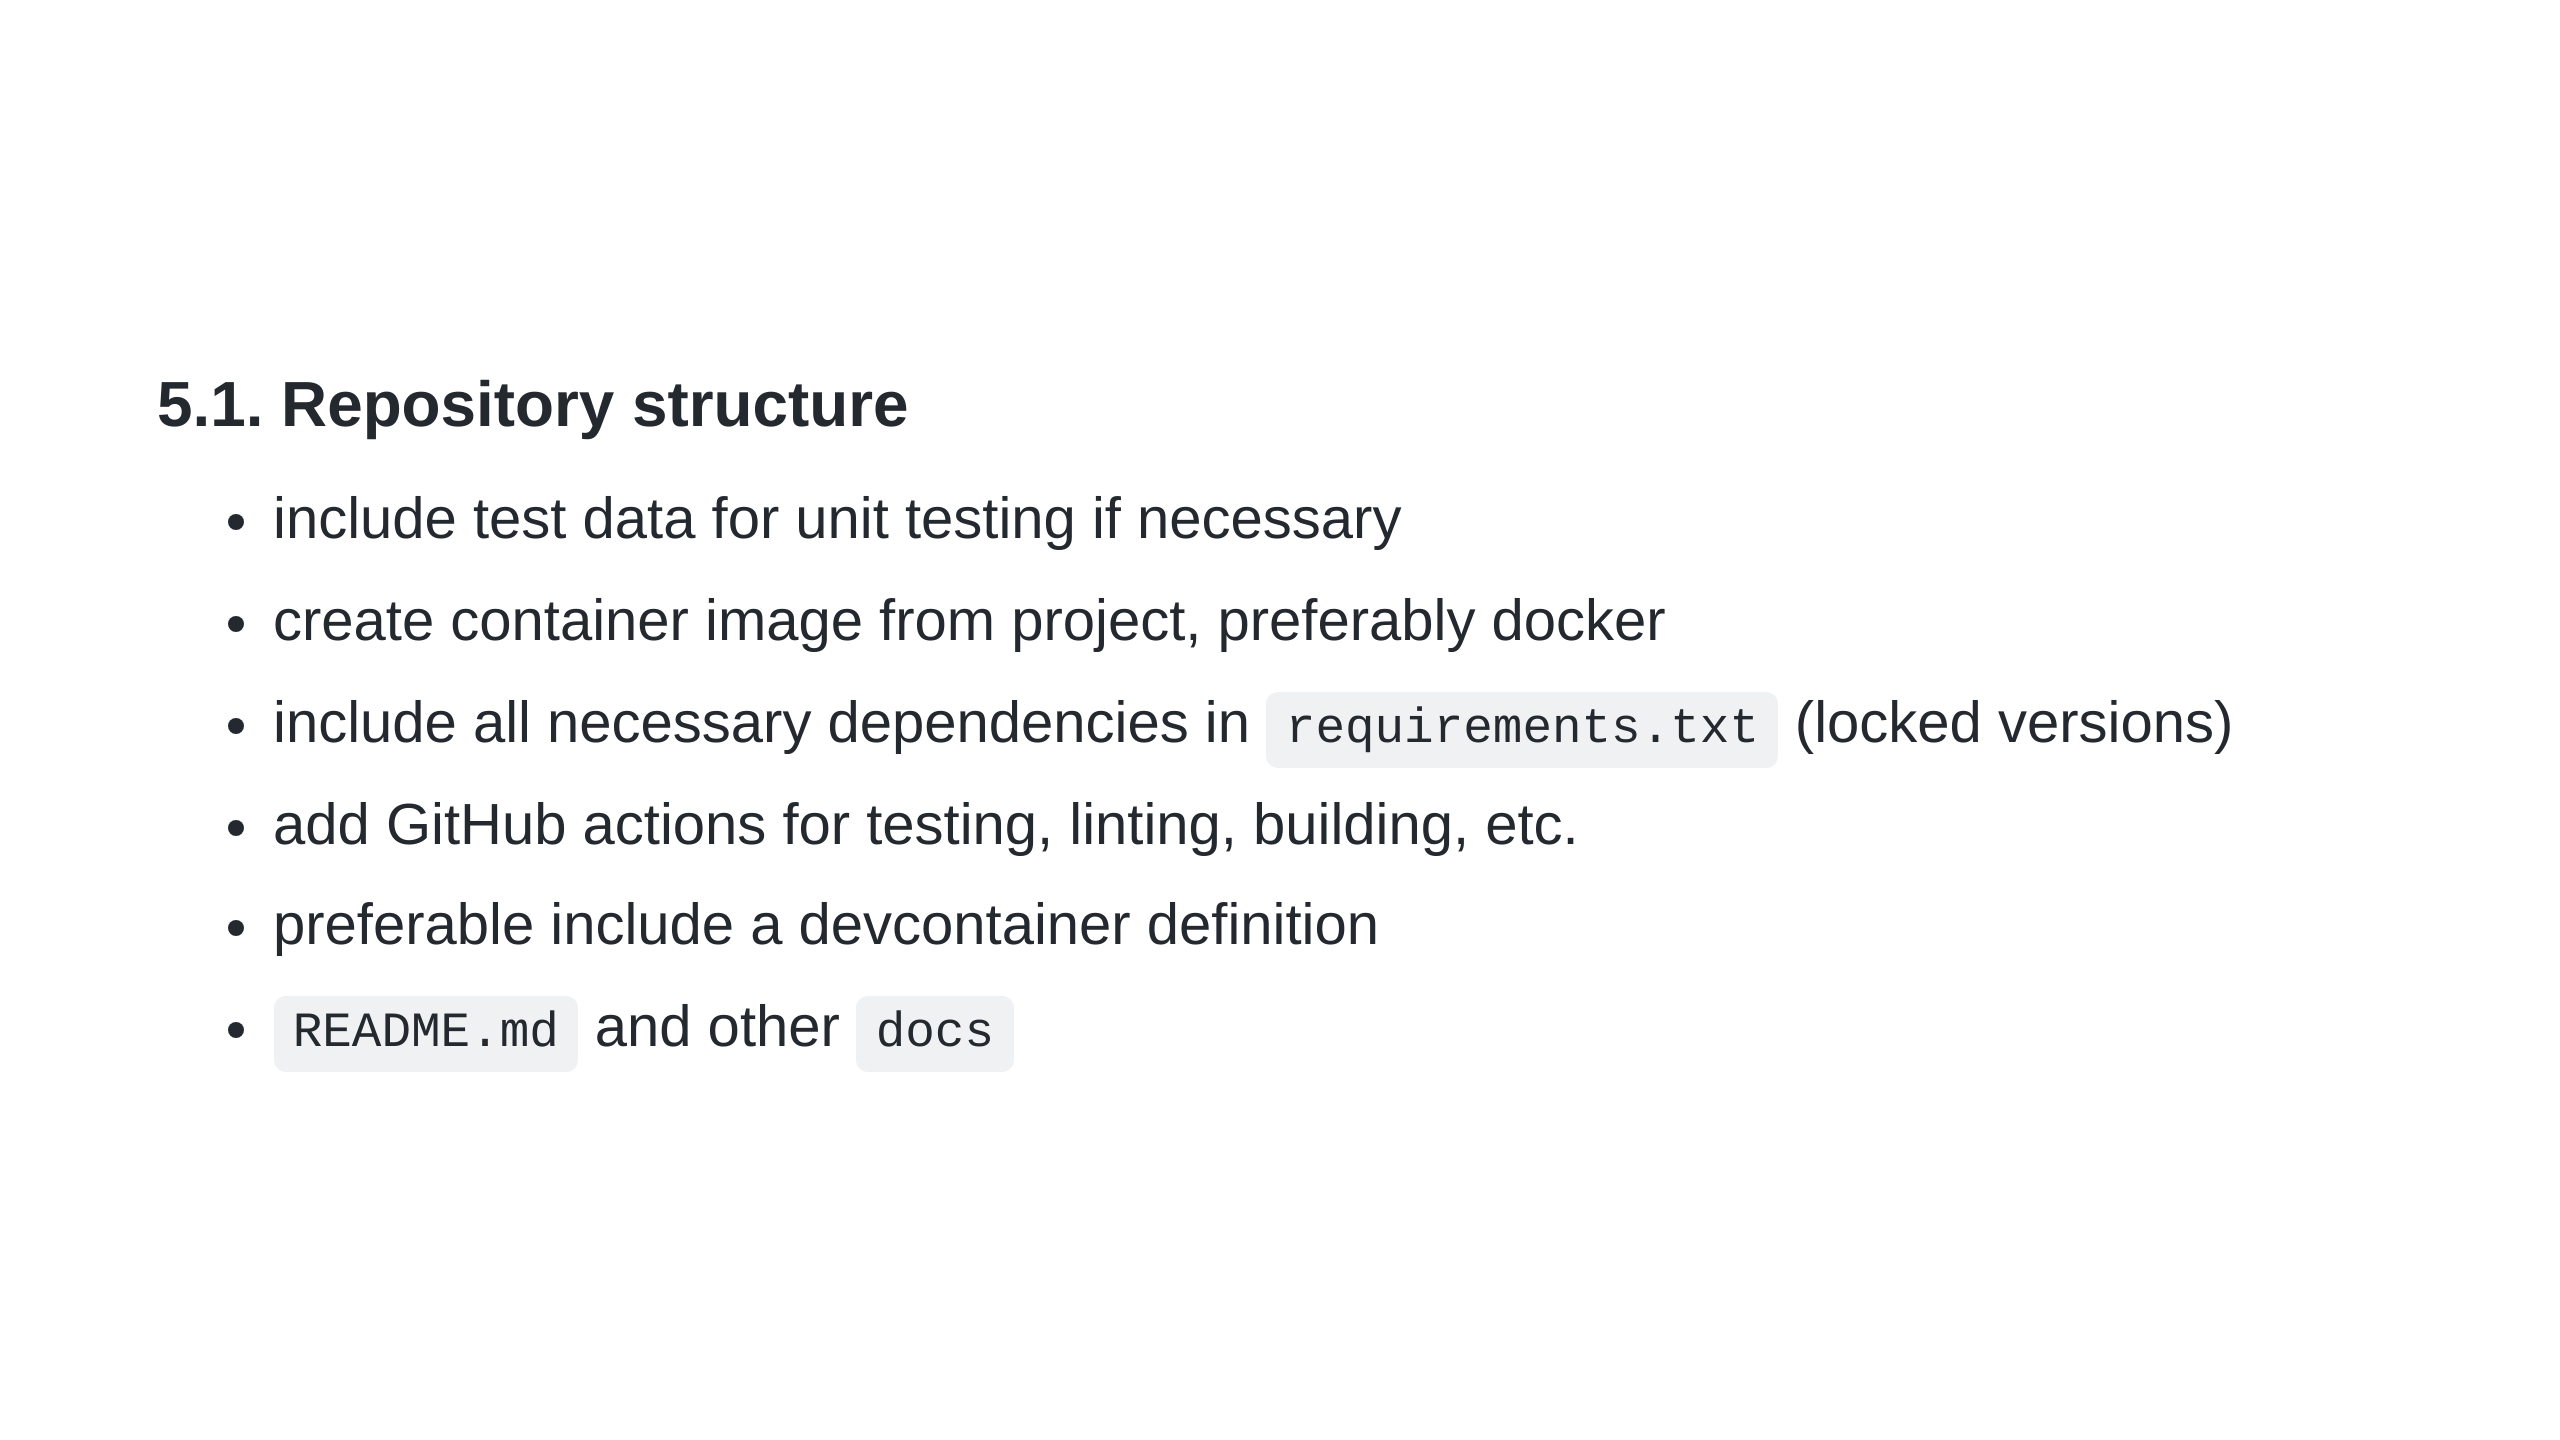 5.1. Repository structure
• include test data for unit testing if necessary
• create container image from project, preferably docker
• include all necessary dependencies in requirements.txt (locked versions)
• add GitHub actions for testing, linting, building, etc.
• preferable include a devcontainer definition
• README.md and other docs